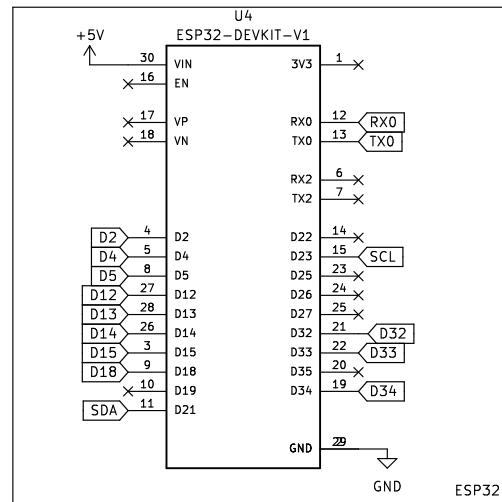 U4
ESP32-DEVKIT-V1
+5V
30 VIN 3V3 1
16 EN
17 VP RX0 12 RX0
18 VN TX0 13 TX0
RX2 6
TX2 7
D2 4 D2 D22 14
D4 5 D4 D23 15 SCL
D5 8 D5 D25 23
D12 27 D12 D26 24
D13 28 D13 D27 25
D14 26 D14 D32 21 D32
D15 3 D15 D33 22 D33
D18 9 D18 D35 20
10 D19 D34 19 D34
SDA 11 D21
GND
GND
ESP32